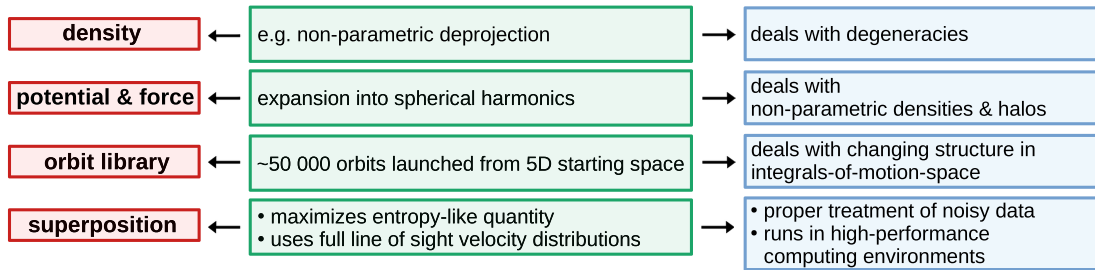 density
e.g. non-parametric deprojection
deals with degeneracies
potential & force
expansion into spherical harmonics
deals with
non-parametric densities & halos
orbit library
~50 000 orbits launched from 5D starting space
deals with changing structure in
integrals-of-motion-space
superposition
• maximizes entropy-like quantity
• uses full line of sight velocity distributions
• proper treatment of noisy data
• runs in high-performance
computing environments